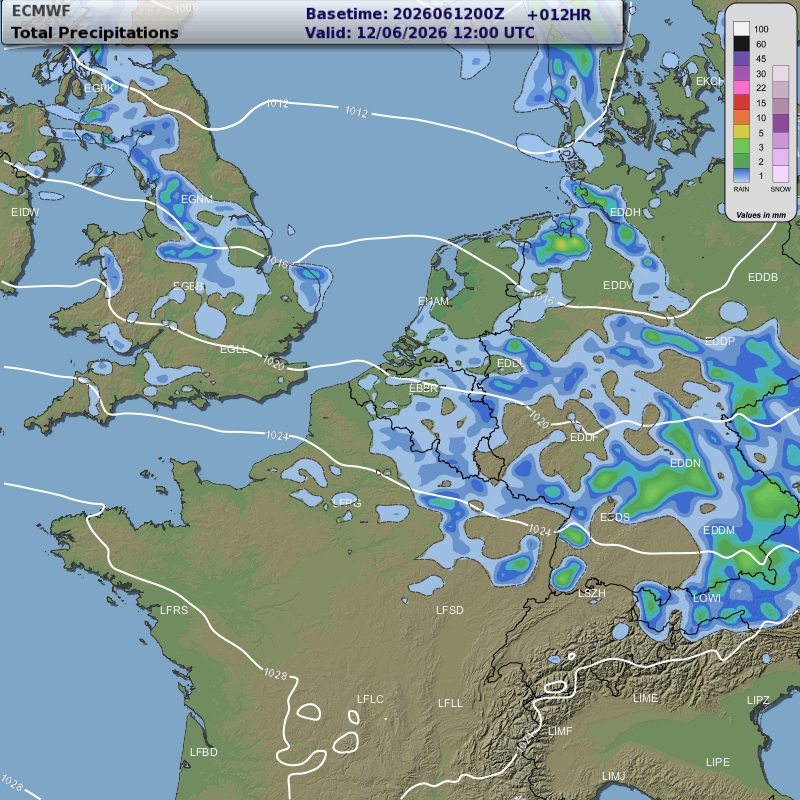 ECMWF
Basetime: 2026061200Z +012HR
Total Precipitations
Valid: 12/06/2026 12:00 UTC
1008
EKCH
100
60
45
30
22
15
10
5
3
2
1
RAIN SNOW
Values in mm
EGPK
1012
1012
EIDW
EGNM
EDDH
1016
EGBB
EHAM
1016
EDDV
EDDB
EGLL
1020
EDDL
EDDP
EBBR
1020
1024
EDDF
EDDN
LFPG
1024
EDDS
EDDM
LFRS
LFSD
LSZH
LOWI
1028
LFLC
LFLL
LIME
LIPZ
LIMF
LFBD
LIPE
LIMJ
1028